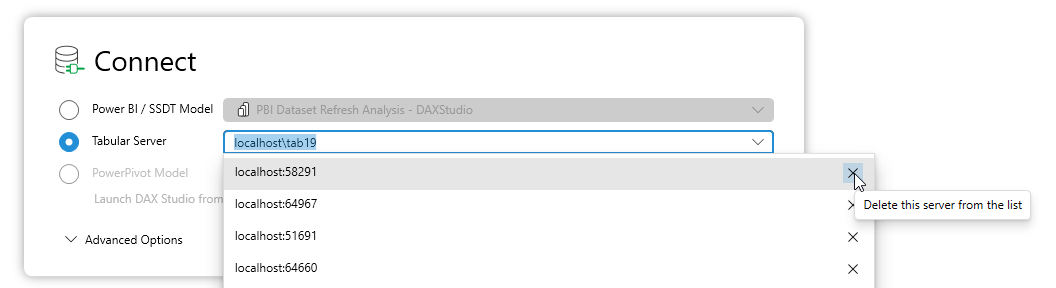 Connect
Power BI / SSDT Model
PBI Dataset Refresh Analysis - DAXStudio
Tabular Server
localhost\tab19
PowerPivot Model
localhost:58291
Launch DAX Studio from
localhost:64967
Delete this server from the list
Advanced Options
localhost:51691
localhost:64660